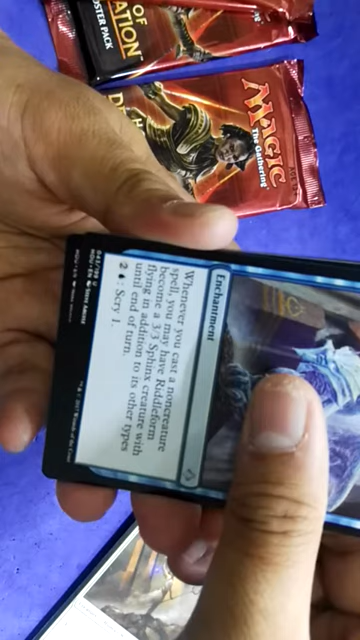 OF
ATION
STER PACK
MAGIC
The Gathering
Enchantment
Whenever you cast a noncreature
spell, you may have Riddleform
become a 3/3 Sphinx creature with
flying in addition to its other types
until end of turn.
2 : Scry 1.